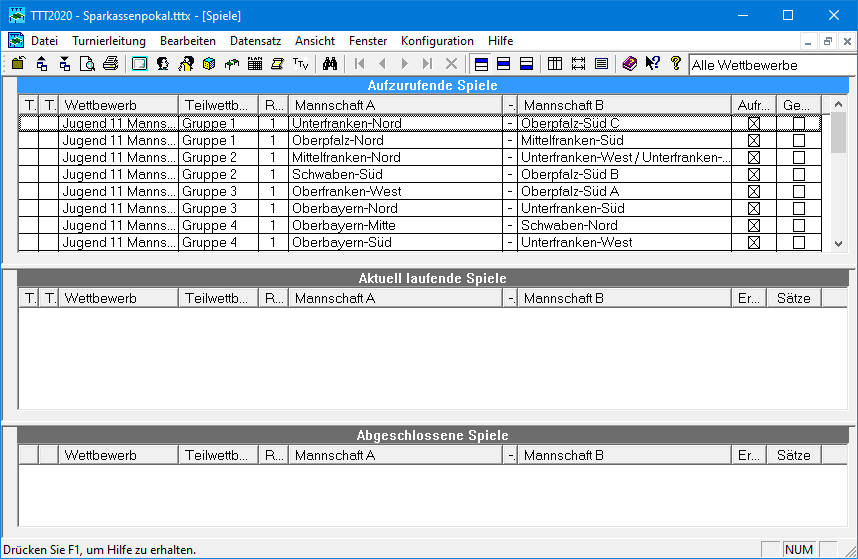 TTT2020 - Sparkassenpokal.tttx - [Spiele]
Datei Turnierleitung Bearbeiten Datensatz Ansicht Fenster Konfiguration Hilfe
Alle Wettbewerbe
Aufzurufende Spiele
T. T. Wettbewerb Teilwettb... R... Mannschaft A -. Mannschaft B Aufr... Ge...
Jugend 11 Manns... Gruppe 1 1 Unterfranken-Nord - Oberpfalz-Süd C
Jugend 11 Manns... Gruppe 1 1 Oberpfalz-Nord - Mittelfranken-Süd
Jugend 11 Manns... Gruppe 2 1 Mittelfranken-Nord - Unterfranken-West / Unterfranken-...
Jugend 11 Manns... Gruppe 2 1 Schwaben-Süd - Oberpfalz-Süd B
Jugend 11 Manns... Gruppe 3 1 Oberfranken-West - Oberpfalz-Süd A
Jugend 11 Manns... Gruppe 3 1 Oberbayern-Nord - Unterfranken-Süd
Jugend 11 Manns... Gruppe 4 1 Oberbayern-Mitte - Schwaben-Nord
Jugend 11 Manns... Gruppe 4 1 Oberbayern-Süd - Unterfranken-West
Aktuell laufende Spiele
T. T. Wettbewerb Teilwettb... R... Mannschaft A -. Mannschaft B Er... Sätze
Abgeschlossene Spiele
Wettbewerb Teilwettb... R... Mannschaft A -. Mannschaft B Er... Sätze
Drücken Sie F1, um Hilfe zu erhalten.
NUM